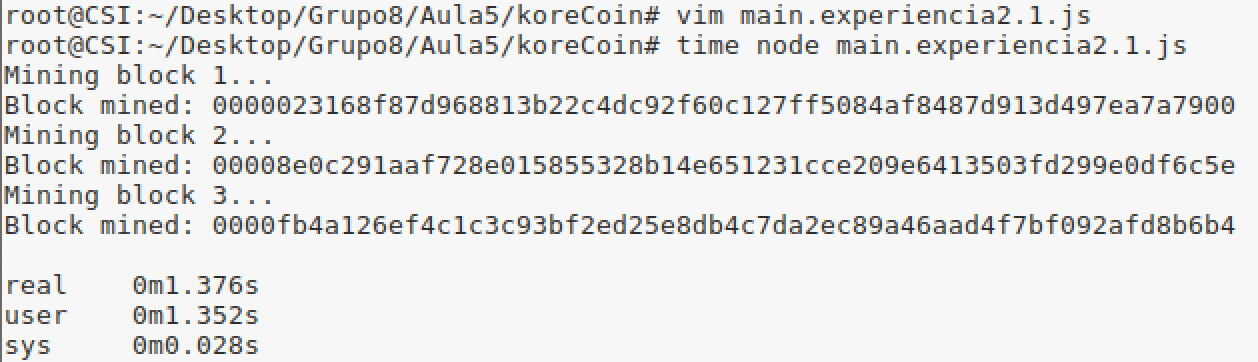 root@CSI:~/Desktop/Grupo8/Aula5/koreCoin# vim main.experiencia2.1.js
root@CSI:~/Desktop/Grupo8/Aula5/koreCoin# time node main.experiencia2.1.js
Mining block 1...
Block mined: 0000023168f87d968813b22c4dc92f60c127ff5084af8487d913d497ea7a7900
Mining block 2...
Block mined: 00008e0c291aaf728e015855328b14e651231cce209e6413503fd299e0df6c5e
Mining block 3...
Block mined: 0000fb4a126ef4c1c3c93bf2ed25e8db4c7da2ec89a46aad4f7bf092afd8b6b4
real 0m1.376s
user 0m1.352s
sys 0m0.028s